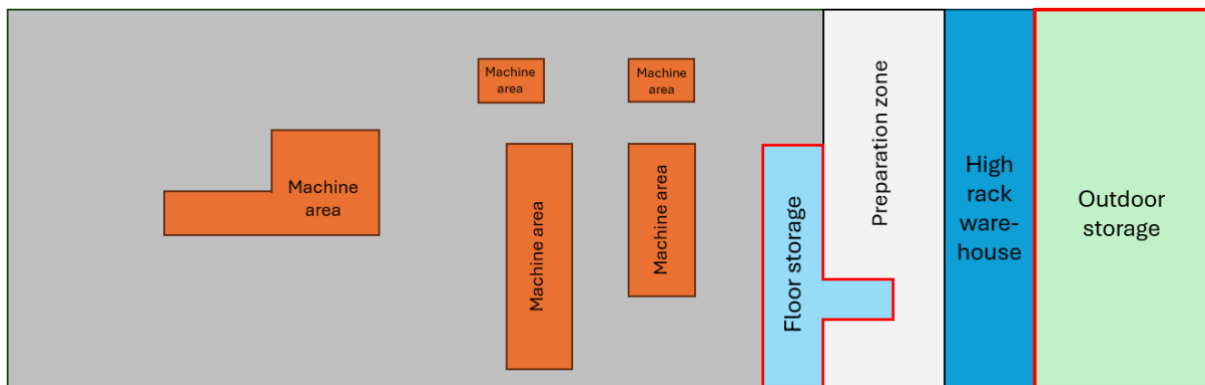 Machine
area
Machine
area
Machine
area
Machine area
Machine area
Floor storage
Preparation zone
High
rack
ware-
house
Outdoor
storage